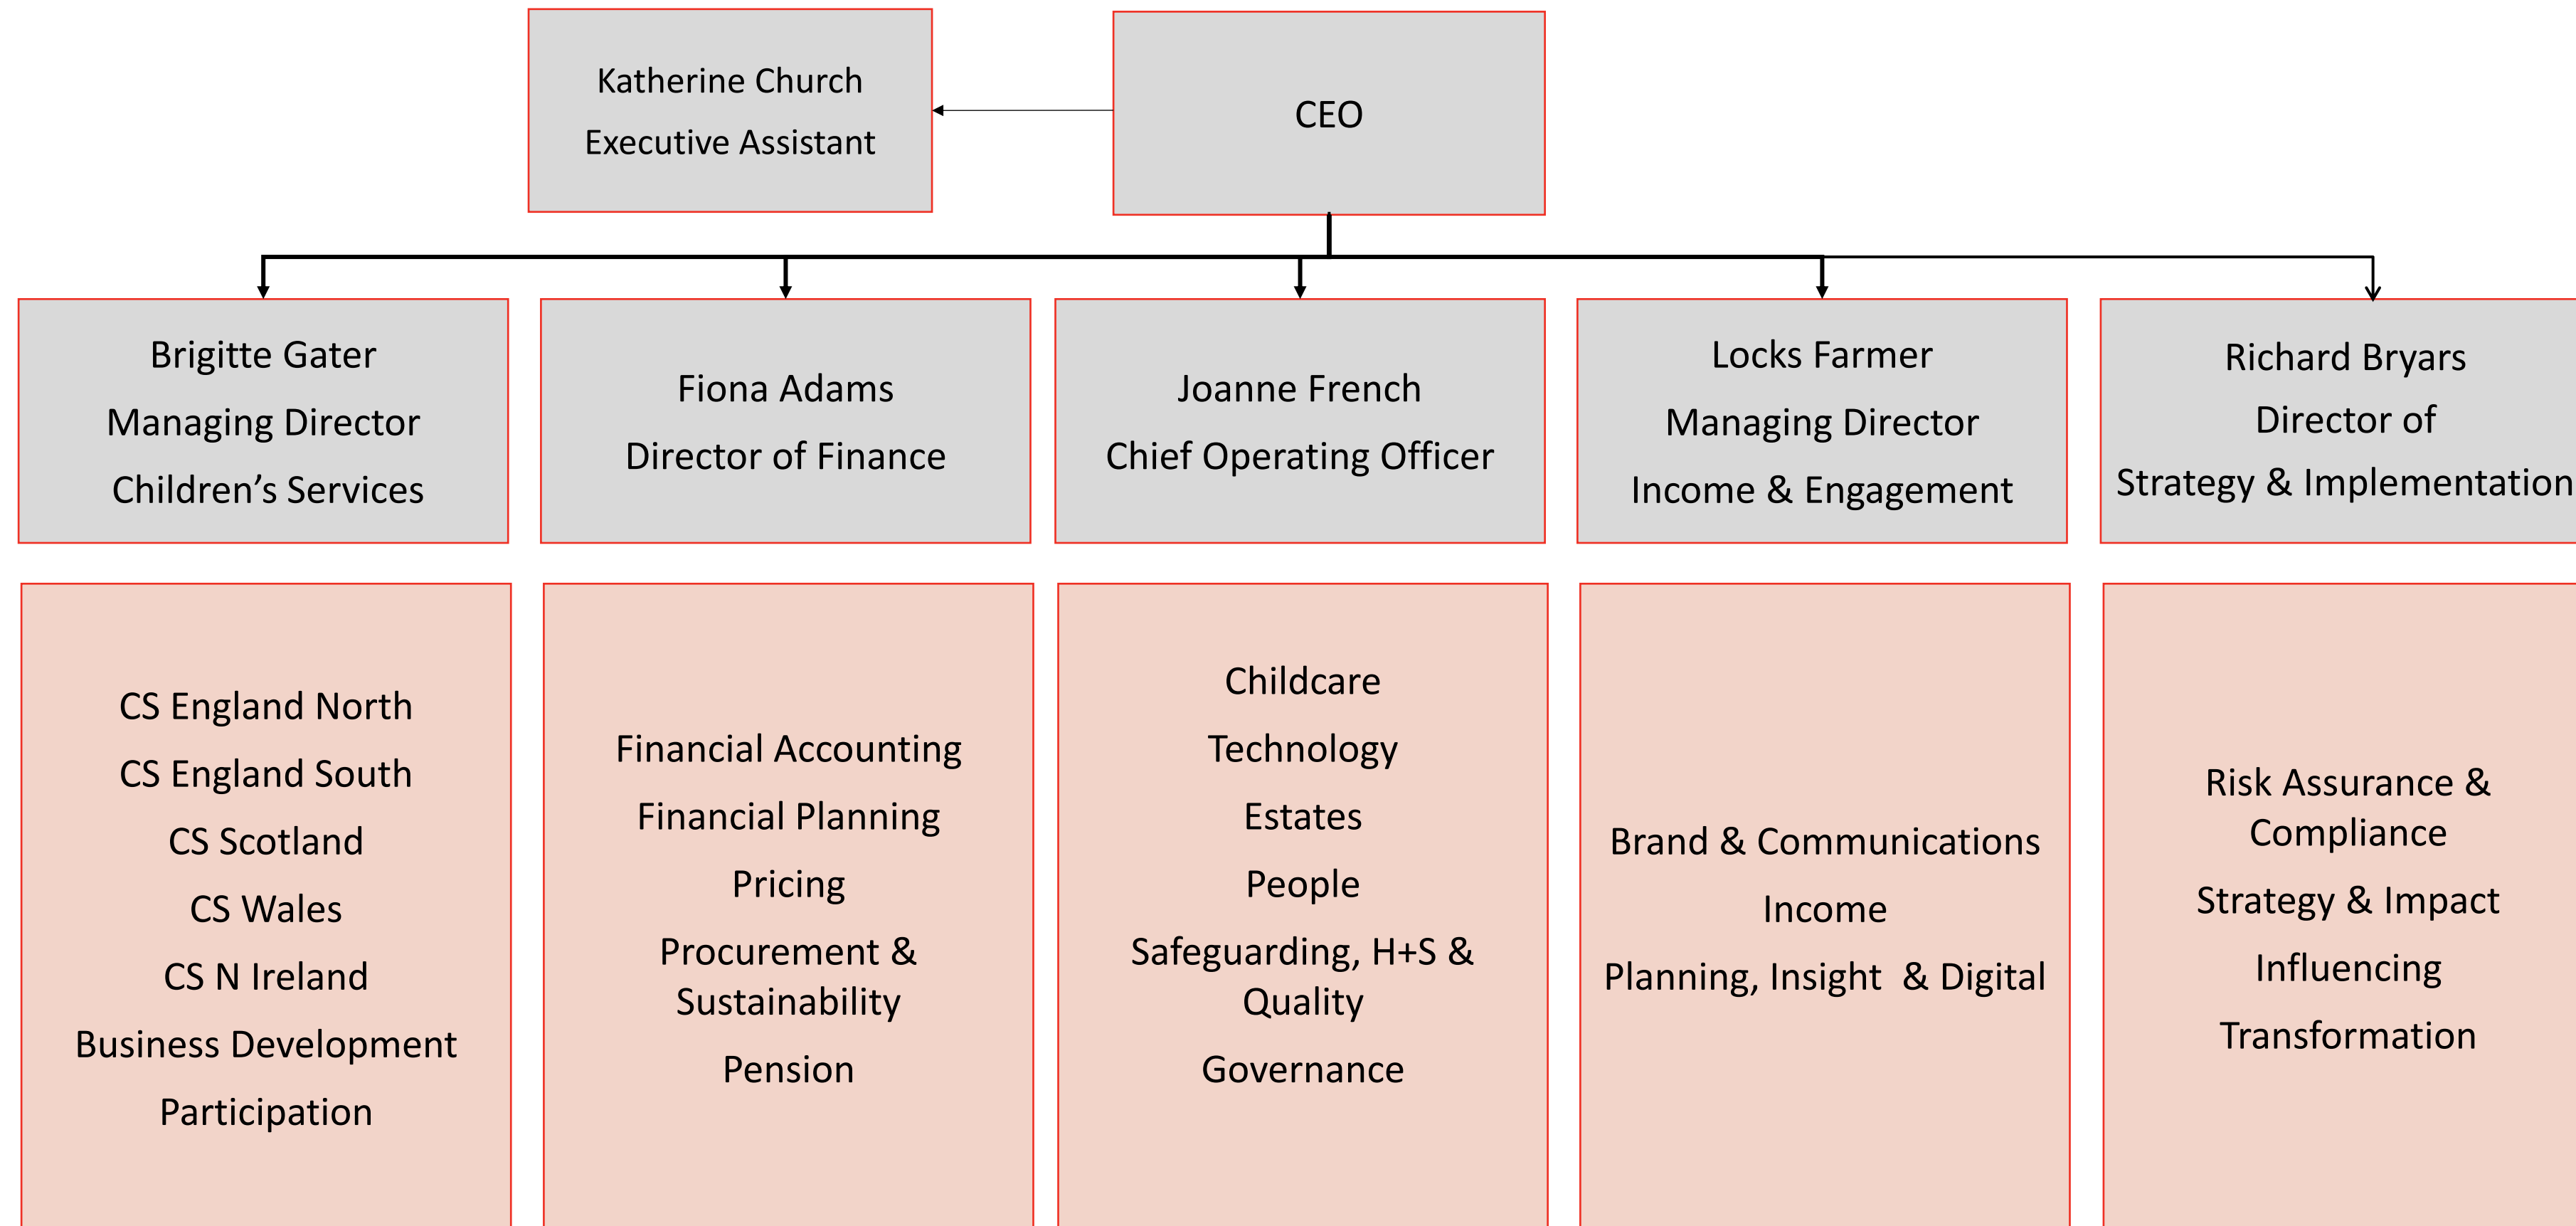 Katherine Church
Executive Assistant
CEO
Brigitte Gater
Managing Director
Children’s Services
Fiona Adams
Director of Finance
Joanne French
Chief Operating Officer
Locks Farmer
Managing Director
Income & Engagement
Richard Bryars
Director of
Strategy & Implementation
CS England North
CS England South
CS Scotland
CS Wales
CS N Ireland
Business Development
Participation
Financial Accounting
Financial Planning
Pricing
Procurement &
Sustainability
Pension
Childcare
Technology
Estates
People
Safeguarding, H+S &
Quality
Governance
Brand & Communications
Income
Planning, Insight  & Digital
Risk Assurance &
Compliance
Strategy & Impact
Influencing
Transformation